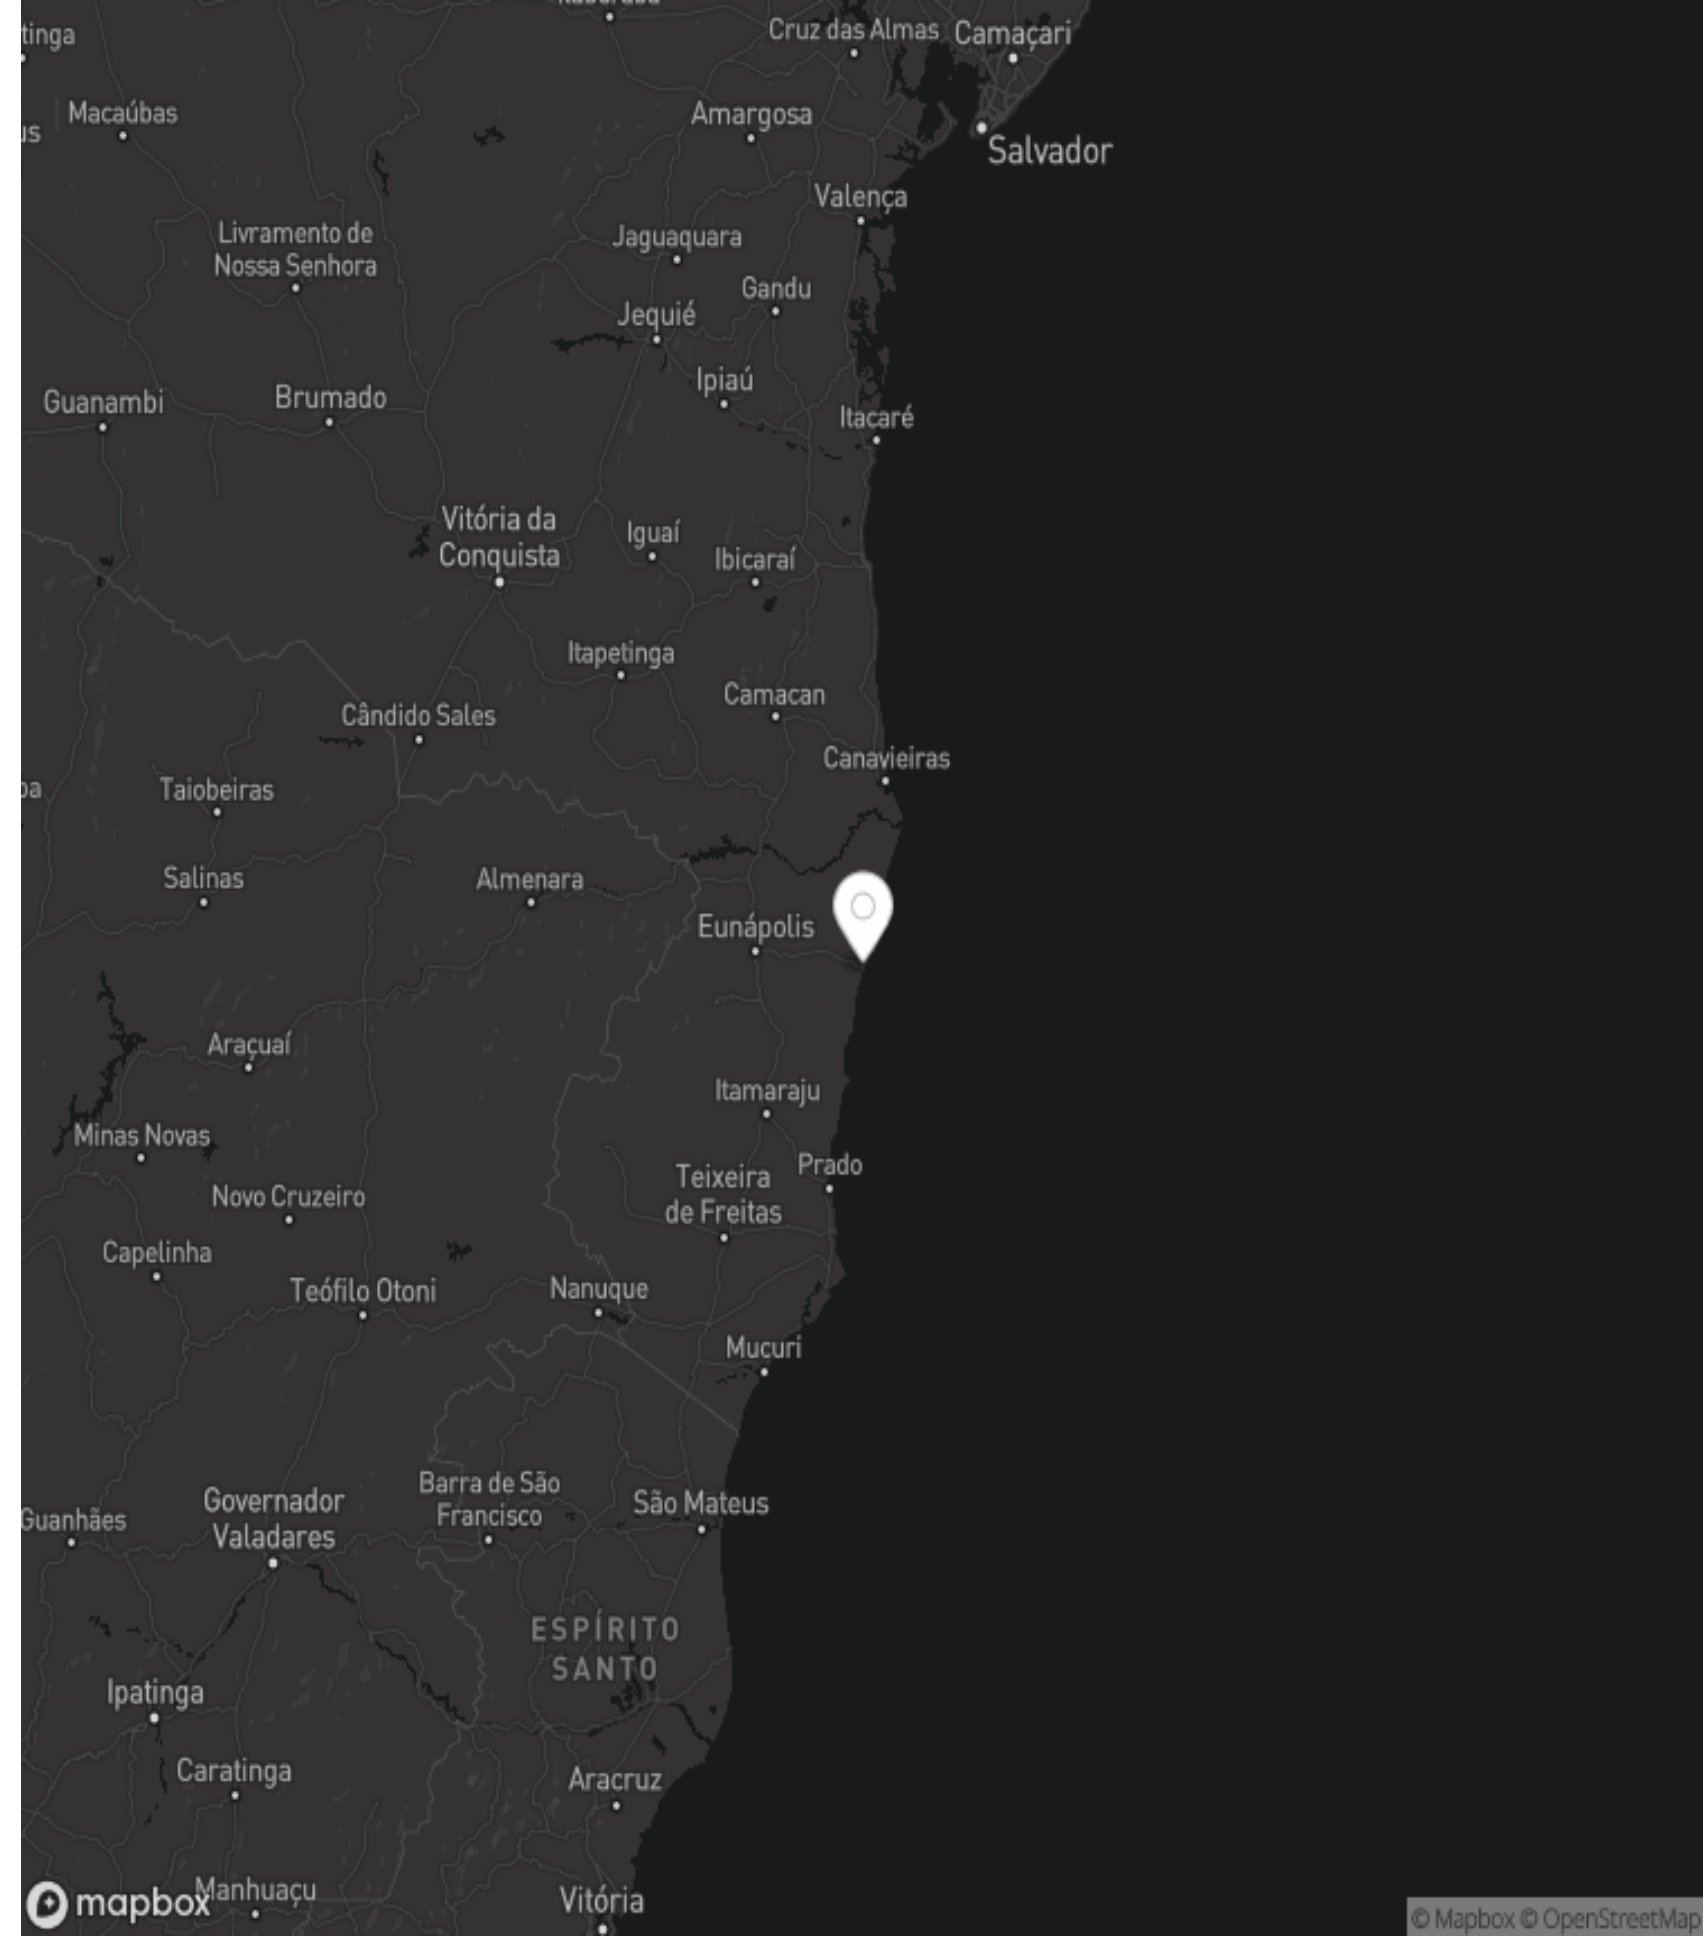 Cruz das Almas
Camaçari
tinga
Macaúbas
Amargosa
us
Salvador
Valença
Livramento de
Nossa Senhora
Jaguaquara
Gandu
Jequié
Ipiaú
Guanambi
Brumado
Itacaré
Vitória da
Conquista
Iguaí
Ibicaraí
Itapetinga
Camacan
Cândido Sales
Canavieiras
Taiobeiras
Salinas
Almenara
Eunápolis
Araçuaí
Itamaraju
Minas Novas
Prado
Teixeira
de Freitas
Novo Cruzeiro
Capelinha
Teófilo Otoni
Nanuque
Mucuri
Barra de São
Francisco
Governador
Valadares
São Mateus
Guanhães
ESPÍRITO
SANTO
Ipatinga
Caratinga
Aracruz
Manhuaçu
mapbox
Vitória
© Mapbox © OpenStreetMap